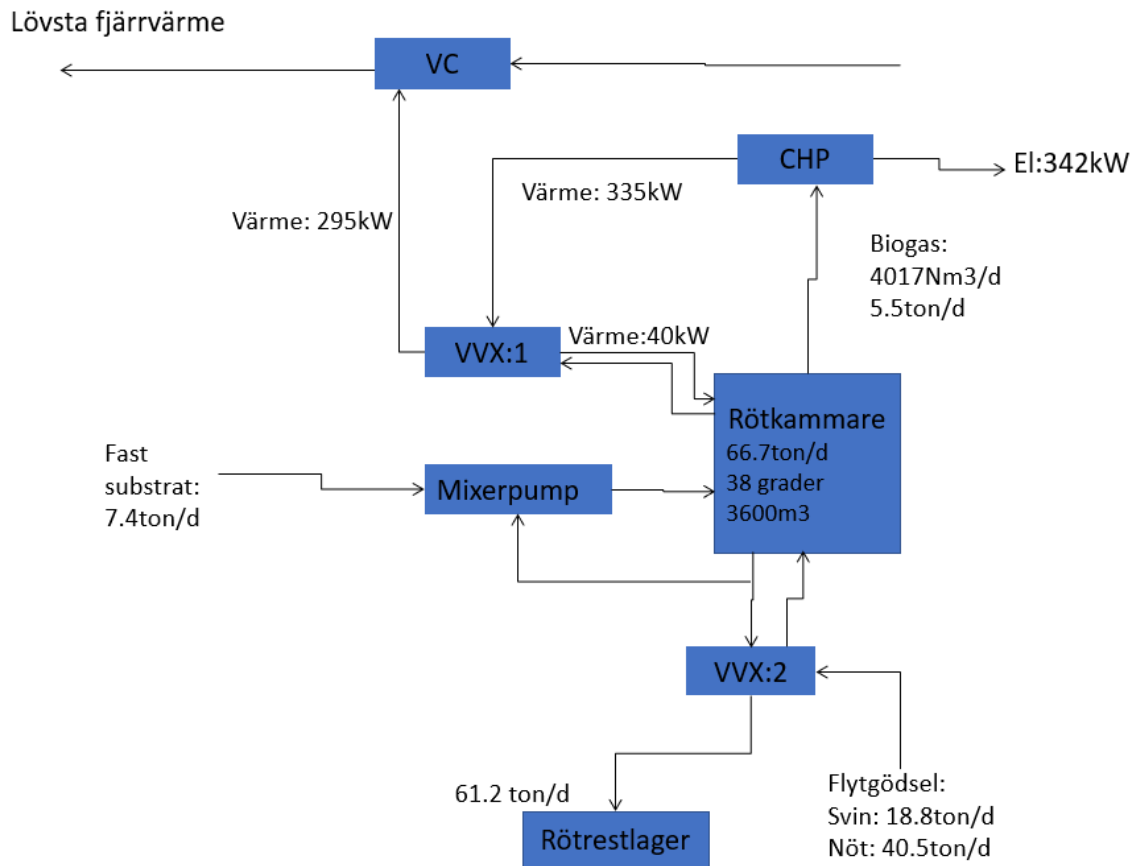 Lövsta fjärrvärme
VC
CHP
El:342kW
Värme: 335kW
Värme: 295kW
Biogas:
4017Nm3/d
5.5ton/d
VVX:1
Värme:40kW
Rötkammare
66.7ton/d
38 grader
3600m3
Fast
substrat:
7.4ton/d
Mixerpump
VVX:2
61.2 ton/d
Rötrestlager
Flytgödsel:
Svin: 18.8ton/d
Nöt: 40.5ton/d